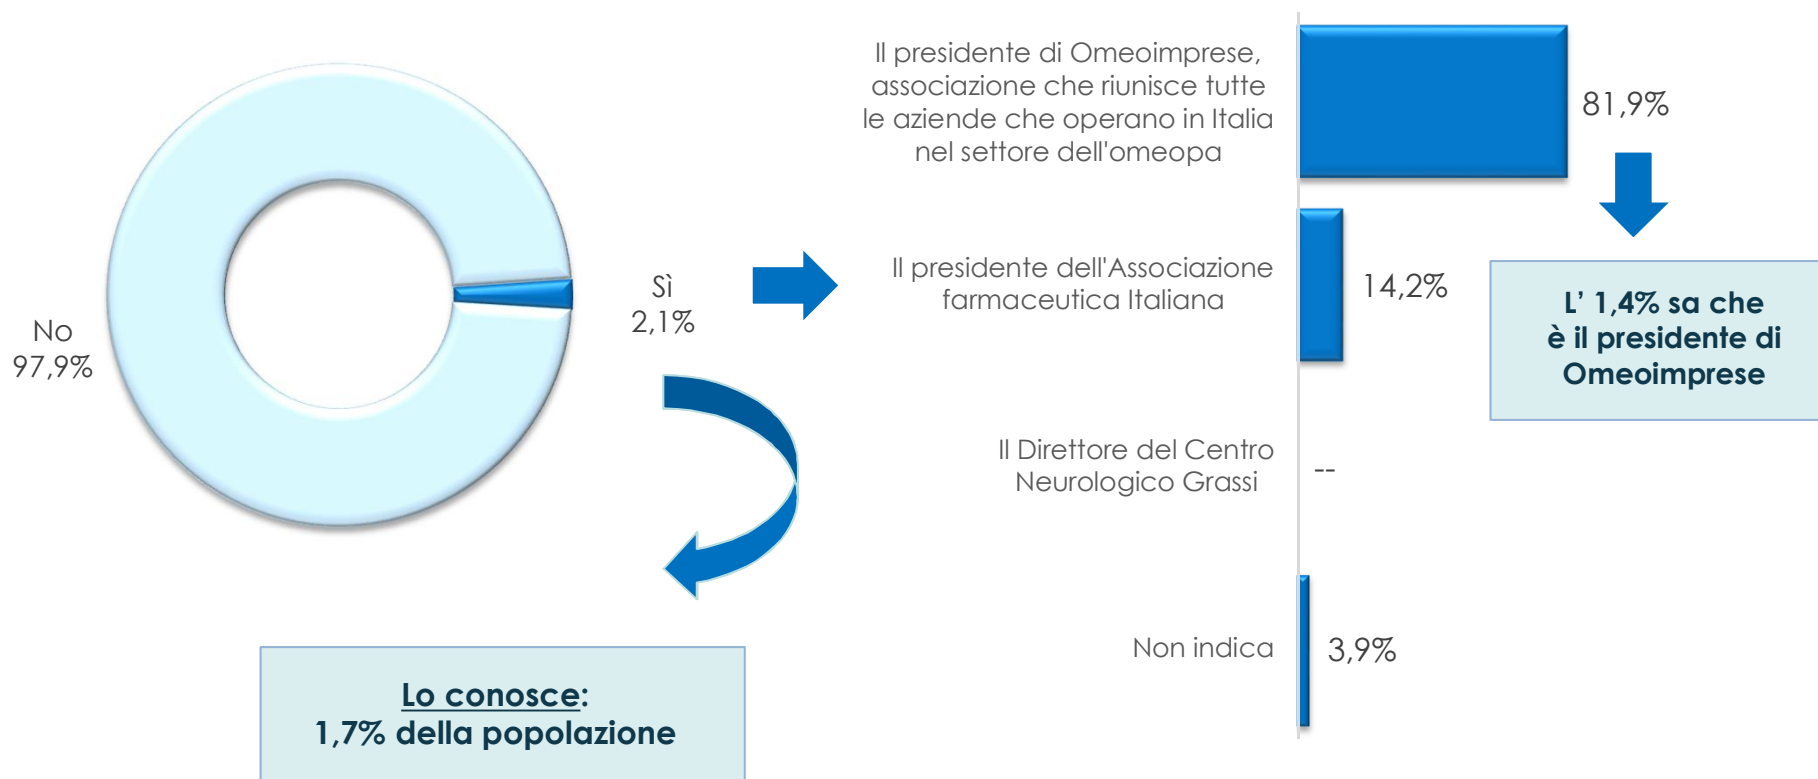 No
97,9%
Sì
2,1%
Lo conosce:
1,7% della popolazione
Il presidente di Omeoimprese,
associazione che riunisce tutte
le aziende che operano in Italia
nel settore dell'omeopa
81,9%
Il presidente dell'Associazione
farmaceutica Italiana
14,2%
Il Direttore del Centro
Neurologico Grassi
--
Non indica
3,9%
L' 1,4% sa che
è il presidente di
Omeoimprese